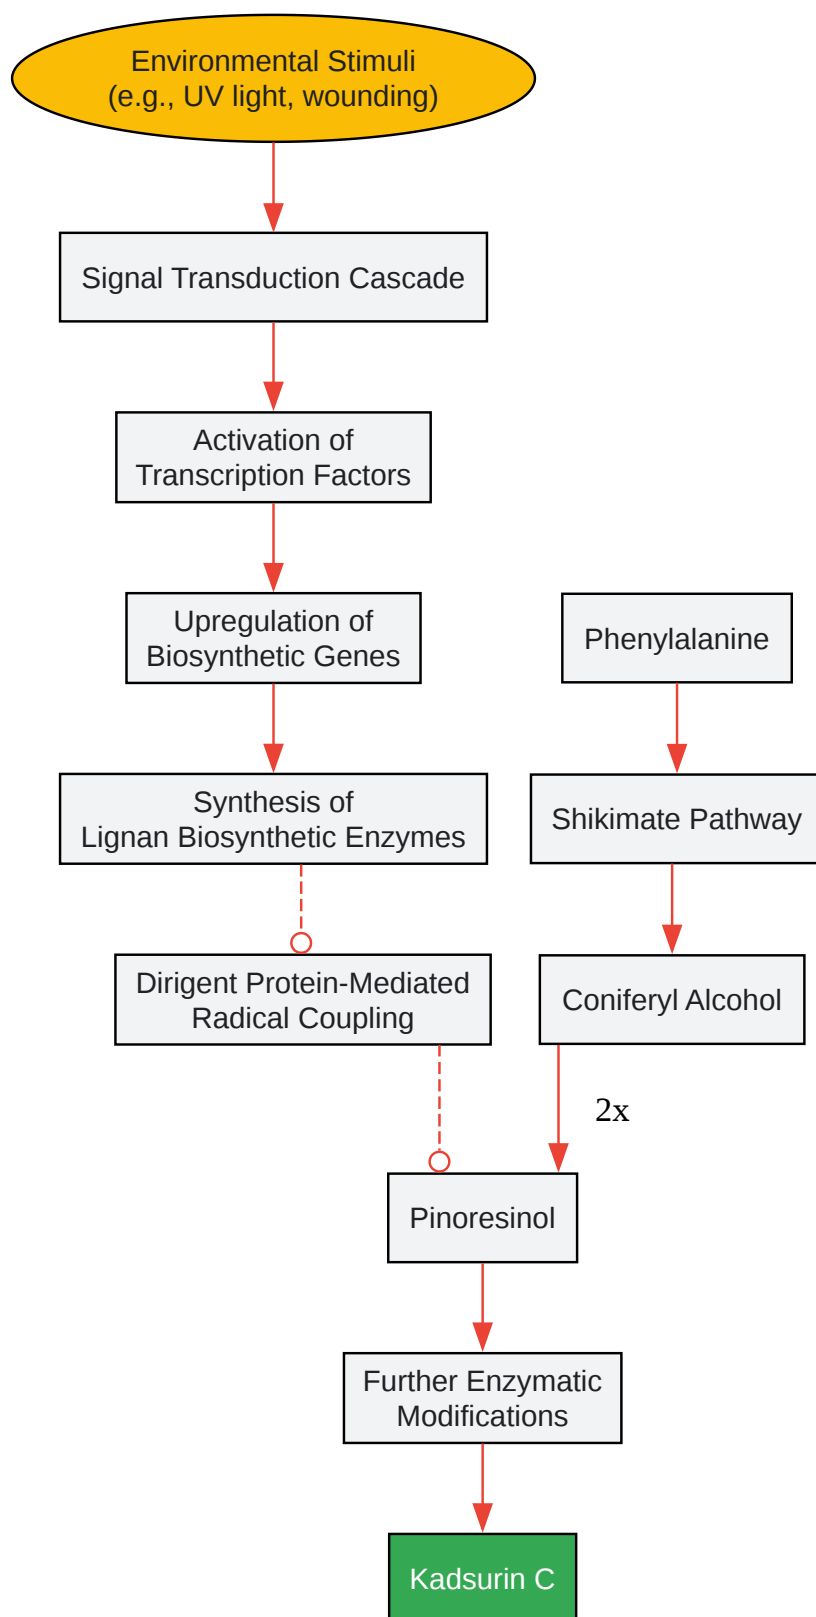 Environmental Stimuli
(e.g., UV light, wounding)
Signal Transduction Cascade
Activation of
Transcription Factors
Upregulation of
Biosynthetic Genes
Phenylalanine
Synthesis of
Lignan Biosynthetic Enzymes
Shikimate Pathway
Dirigent Protein-Mediated
Radical Coupling
Coniferyl Alcohol
2x
Pinoresinol
Further Enzymatic
Modifications
Kadsurin C